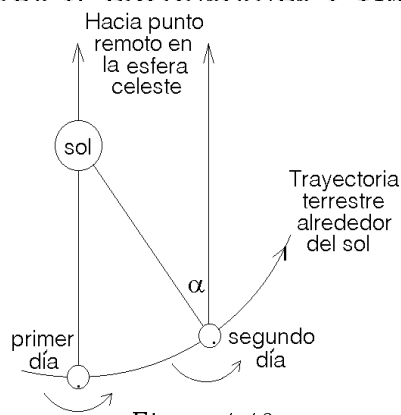 Hacia punto
remoto en
la esfera
celeste
sol
Trayectoria
terrestre
alrededor
del sol
α
primer
día
segundo
día